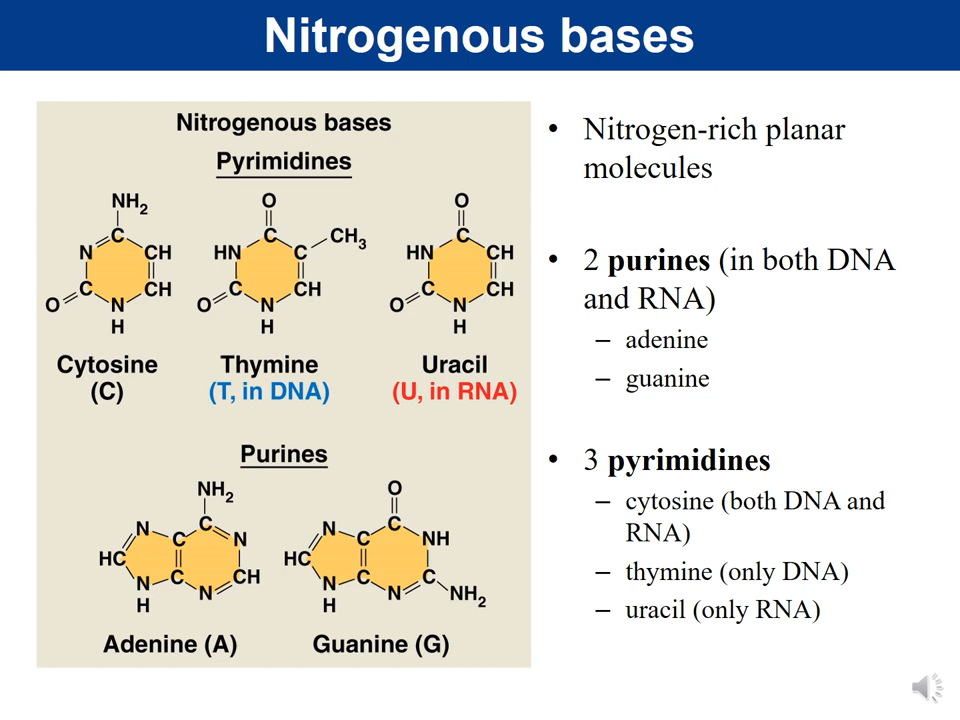 Nitrogenous bases
Nitrogenous bases
Pyrimidines
NH2
C
N
CH
C
CH
O
N
H
Cytosine
(C)
O
C
CH3
HN
C
C
CH
O
N
H
Thymine
(T, in DNA)
O
C
HN
CH
C
CH
O
N
H
Uracil
(U, in RNA)
Purines
NH2
N
C
C
N
HC
C
CH
N
N
H
Adenine (A)
O
N
C
C
NH
HC
C
C
N
N
NH2
H
Guanine (G)
• Nitrogen-rich planar
molecules
• 2 purines (in both DNA
and RNA)
– adenine
– guanine
• 3 pyrimidines
– cytosine (both DNA and
RNA)
– thymine (only DNA)
– uracil (only RNA)